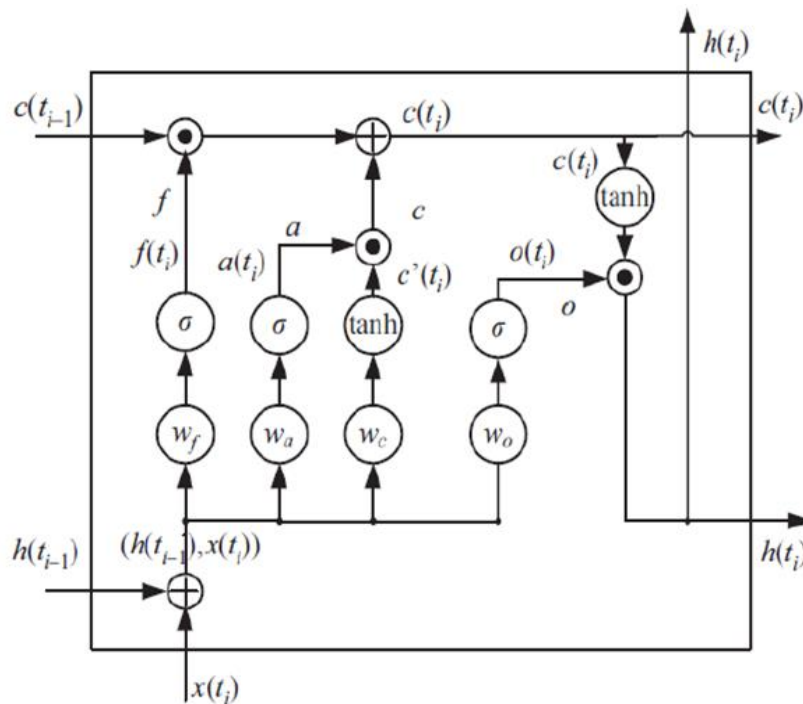 h(t_i)
c(t_{i-1})
c(t_i)
c(t_i)
c(t_i)
tanh
f
a
c
f(t_i)
a(t_i)
c'(t_i)
o(t_i)
o
σ
σ
tanh
σ
w_f
w_a
w_c
w_o
(h(t_{i-1}),x(t_i))
h(t_{i-1})
h(t_i)
x(t_i)